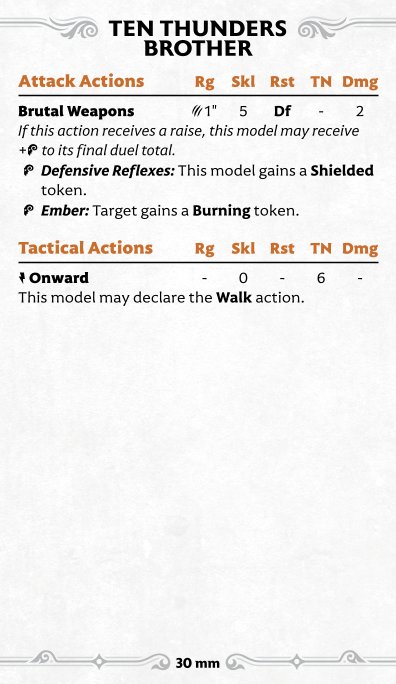 TEN THUNDERS
BROTHER
Attack Actions Rg Skl Rst TN Dmg
Brutal Weapons 1" 5 Df - 2
If this action receives a raise, this model may receive
+ to its final duel total.
Defensive Reflexes: This model gains a Shielded
token.
Ember: Target gains a Burning token.
Tactical Actions Rg Skl Rst TN Dmg
Onward - 0 - 6 -
This model may declare the Walk action.
30 mm